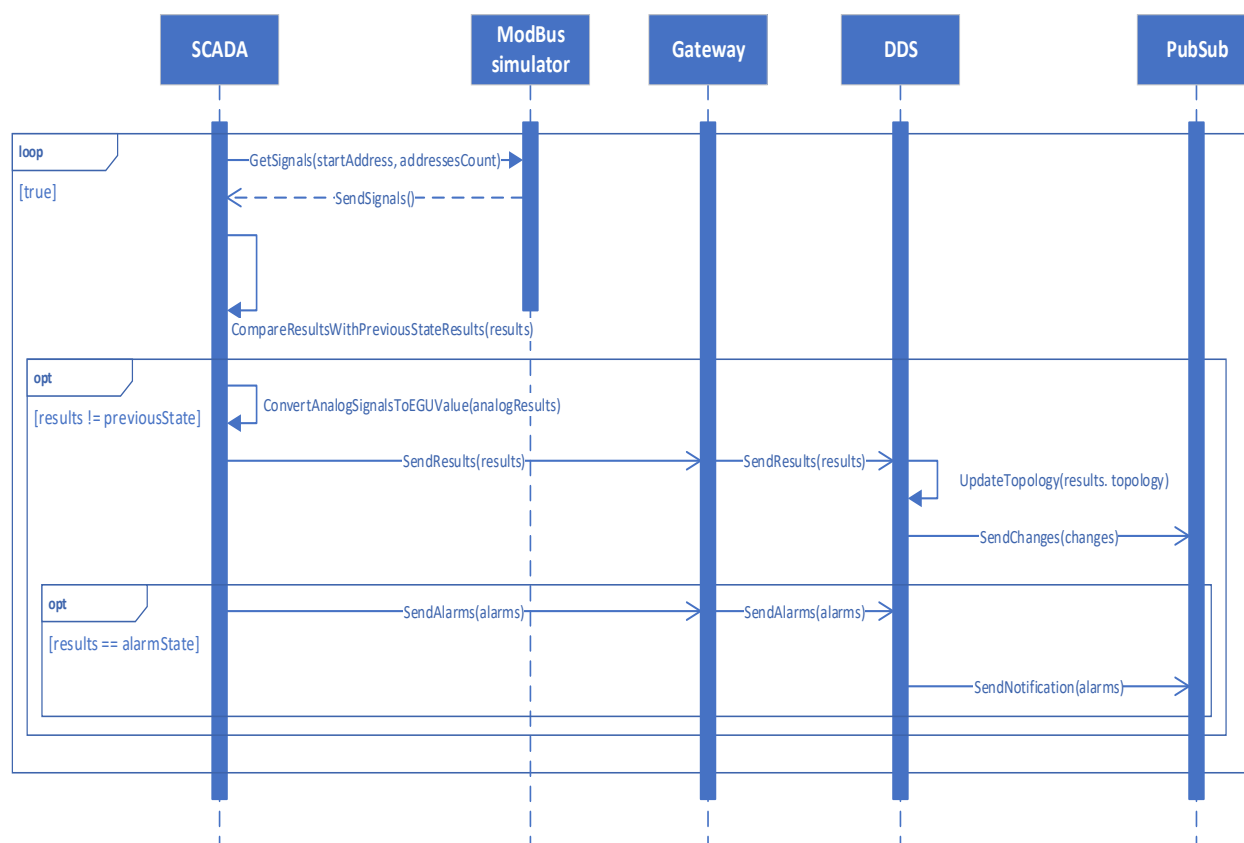 SCADA
ModBus
simulator
Gateway
DDS
PubSub
loop
[true]
GetSignals(startAddress, addressesCount)
SendSignals()
CompareResultsWithPreviousStateResults(results)
opt
[results != previousState]
ConvertAnalogSignalsToEGUValue(analogResults)
SendResults(results)
SendResults(results)
UpdateTopology(results. topology)
SendChanges(changes)
opt
[results == alarmState]
SendAlarms(alarms)
SendAlarms(alarms)
SendNotification(alarms)